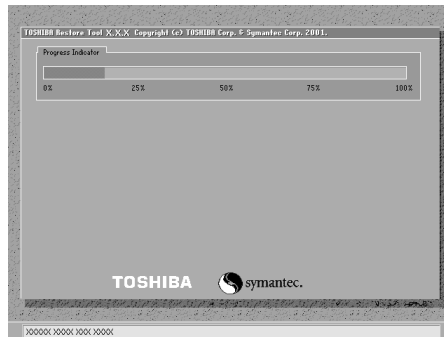 TOSHIBA Restore Tool X.X.X Copyright (c) TOSHIBA Corp. & Symantec Corp. 2001.
Progress Indicator
0% 25% 50% 75% 100%
TOSHIBA symantec.
XXXXX XXXX XXX XXXX